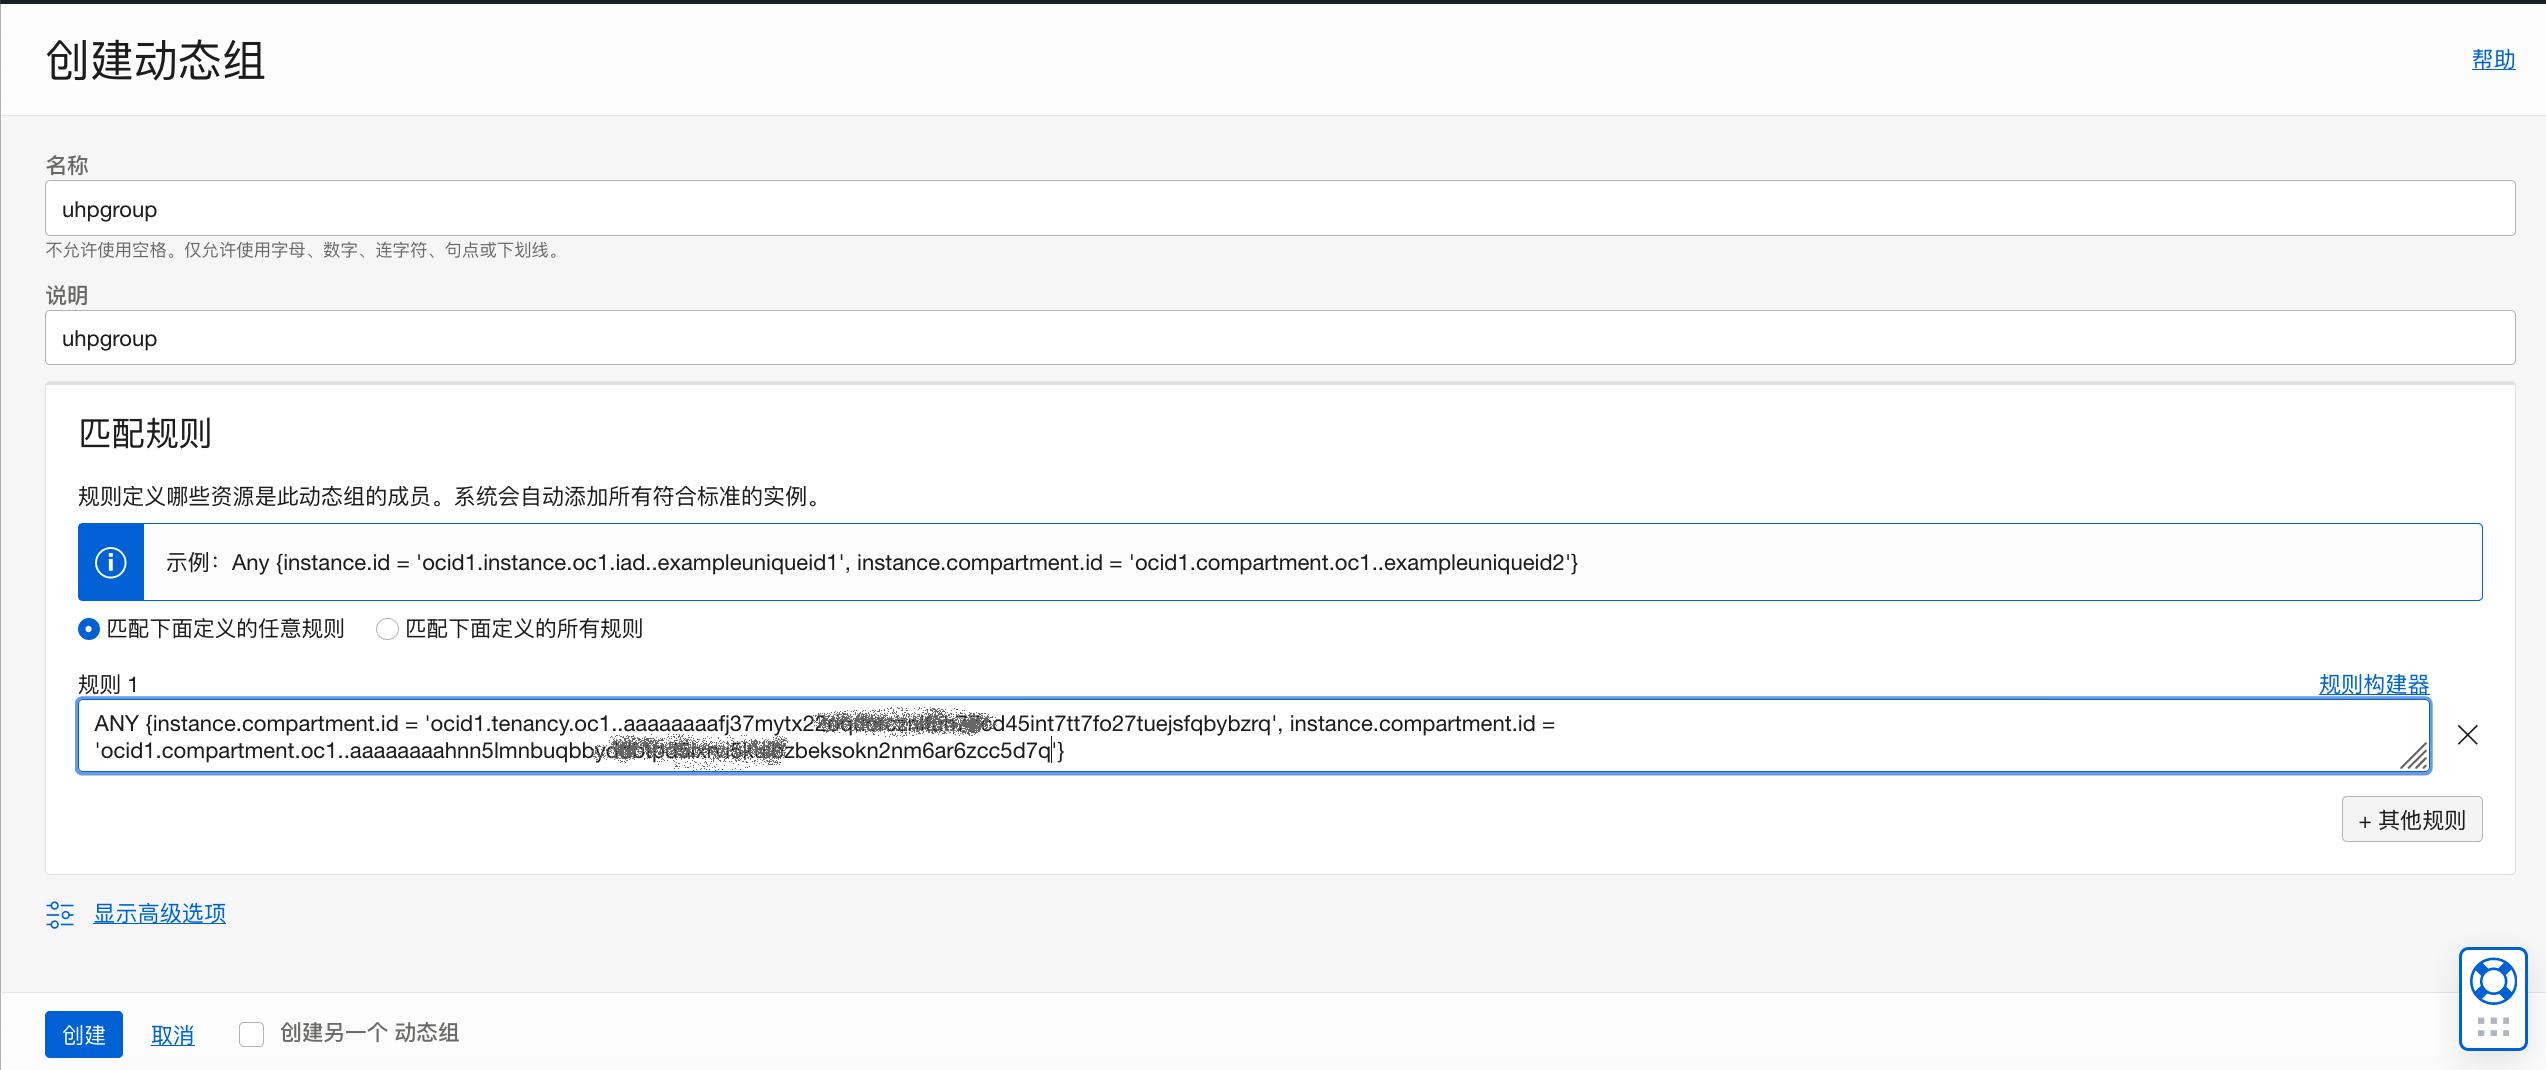 创建动态组
帮助
名称
uhpgroup
不允许使用空格。仅允许使用字母、数字、连字符、句点或下划线。
说明
uhpgroup
匹配规则
规则定义哪些资源是此动态组的成员。系统会自动添加所有符合标准的实例。
示例：Any {instance.id = 'ocid1.instance.oc1.iad..exampleuniqueid1', instance.compartment.id = 'ocid1.compartment.oc1..exampleuniqueid2'}
匹配下面定义的任意规则 匹配下面定义的所有规则
规则 1
规则构建器
ANY {instance.compartment.id = 'ocid1.tenancy.oc1..aaaaaaaafj37mytx22 cd45int7tt7fo27tuejsfqbybzrq', instance.compartment.id =
'ocid1.compartment.oc1..aaaaaaaahnn5lmnbuqbby zbeksokn2nm6ar6zcc5d7q'}
+ 其他规则
显示高级选项
创建 取消 创建另一个 动态组